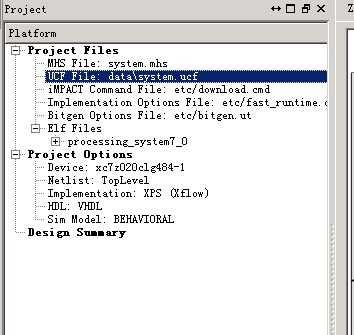 Project
Platform
Project Files
MHS File: system.mhs
UCF File: data\system.ucf
iMPACT Command File: etc/download.cmd
Implementation Options File: etc/fast_runtime.
Bitgen Options File: etc/bitgen.ut
Elf Files
processing_system7_0
Project Options
Device: xc7z020clg484-1
Netlist: TopLevel
Implementation: XPS (Xflow)
HDL: VHDL
Sim Model: BEHAVIORAL
Design Summary